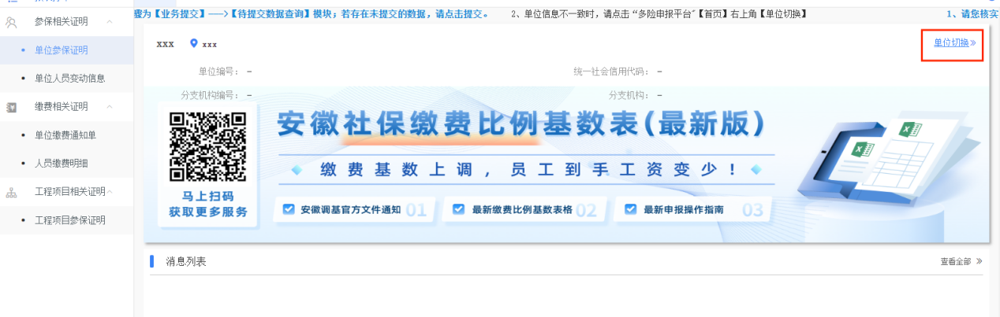 骤为【业务提交】——>【待提交数据查询】模块；若存在未提交的数据，请点击提交。 2、单位信息不一致时，请点击“多险申报平台”【首页】右上角【单位切换】 1、请您核实
参保相关证明
单位参保证明
单位人员变动信息
缴费相关证明
单位缴费通知单
人员缴费明细
工程项目相关证明
工程项目参保证明
xxx xxx
单位切换»
单位编号： - 统一社会信用代码： -
分支机构编号： - 分支机构： -
安徽社保缴费比例基数表(最新版)
缴费基数上调，员工到手工资变少！
马上扫码
获取更多服务
安徽调基官方文件通知 01 最新缴费比例基数表格 02 最新申报操作指南 03
消息列表 查看全部 »